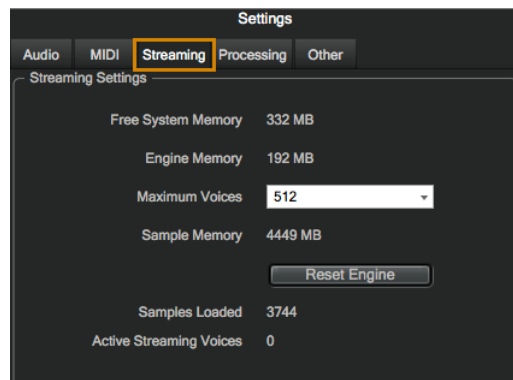 Settings
Audio MIDI Streaming Processing Other
Streaming Settings
Free System Memory 332 MB
Engine Memory 192 MB
Maximum Voices 512
Sample Memory 4449 MB
Reset Engine
Samples Loaded 3744
Active Streaming Voices 0